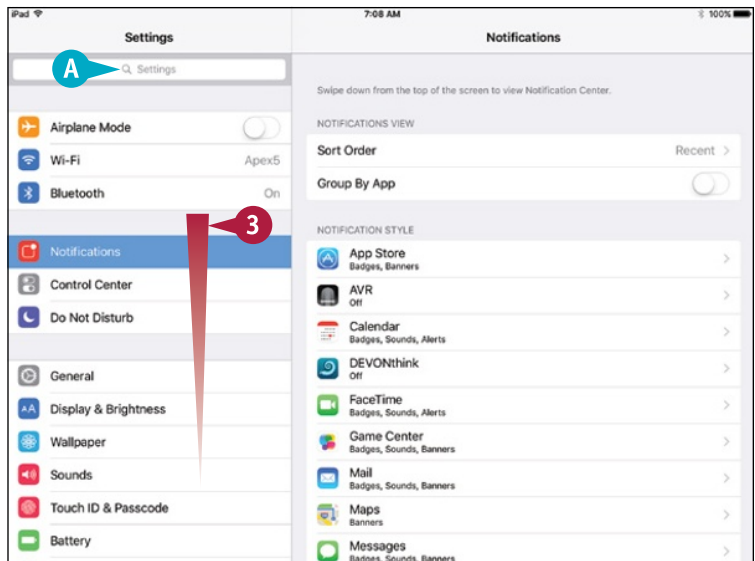 iPad 7:08 AM 100%
Settings
Notifications
A
Settings
Swipe down from the top of the screen to view Notification Center.
Airplane Mode
NOTIFICATIONS VIEW
Wi-Fi Apex5
Sort Order Recent
Bluetooth On
Group By App
3
NOTIFICATION STYLE
Notifications
Control Center
Do Not Disturb
General
AA Display & Brightness
Wallpaper
Sounds
Touch ID & Passcode
Battery
App Store
Badges, Banners
AVR
Off
Calendar
Badges, Sounds, Alerts
DEVONthink
Off
FaceTime
Badges, Sounds, Alerts
Game Center
Badges, Sounds, Banners
Mail
Badges, Sounds, Banners
Maps
Banners
Messages
Badges, Sounds, Banners